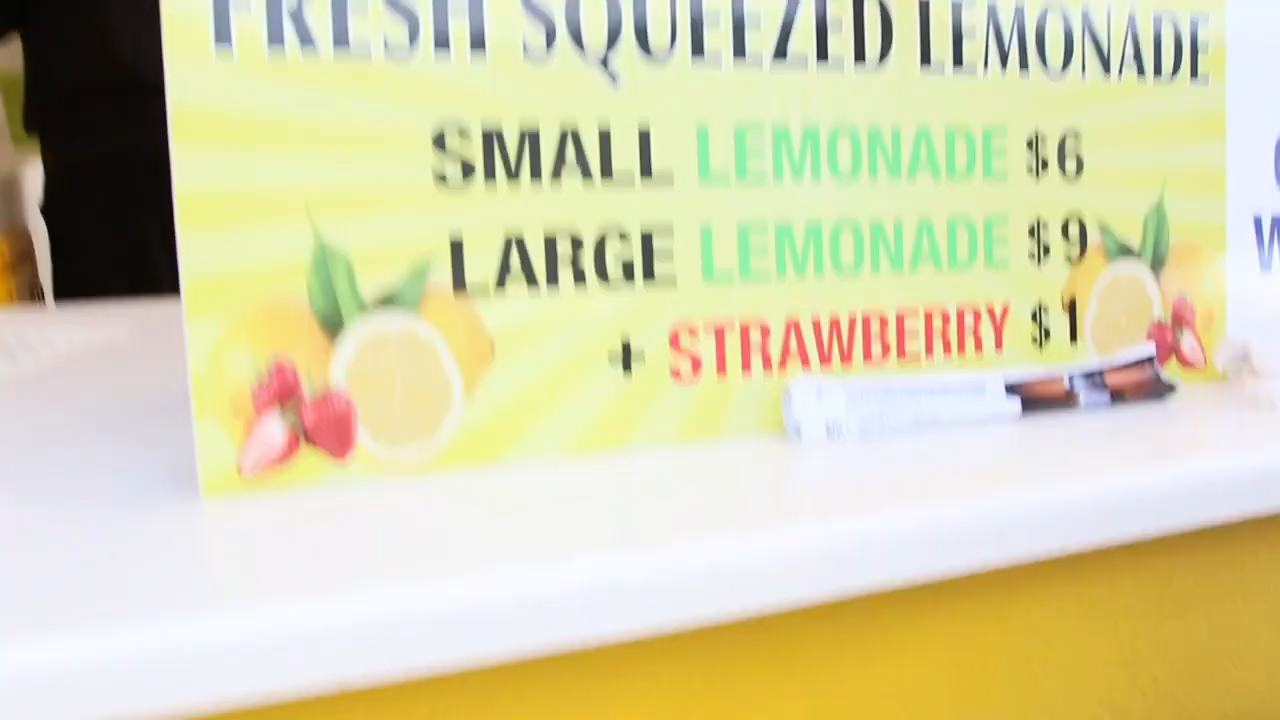 FRESH SQUEEZED LEMONADE
SMALL LEMONADE $6
LARGE LEMONADE $9
+ STRAWBERRY $1